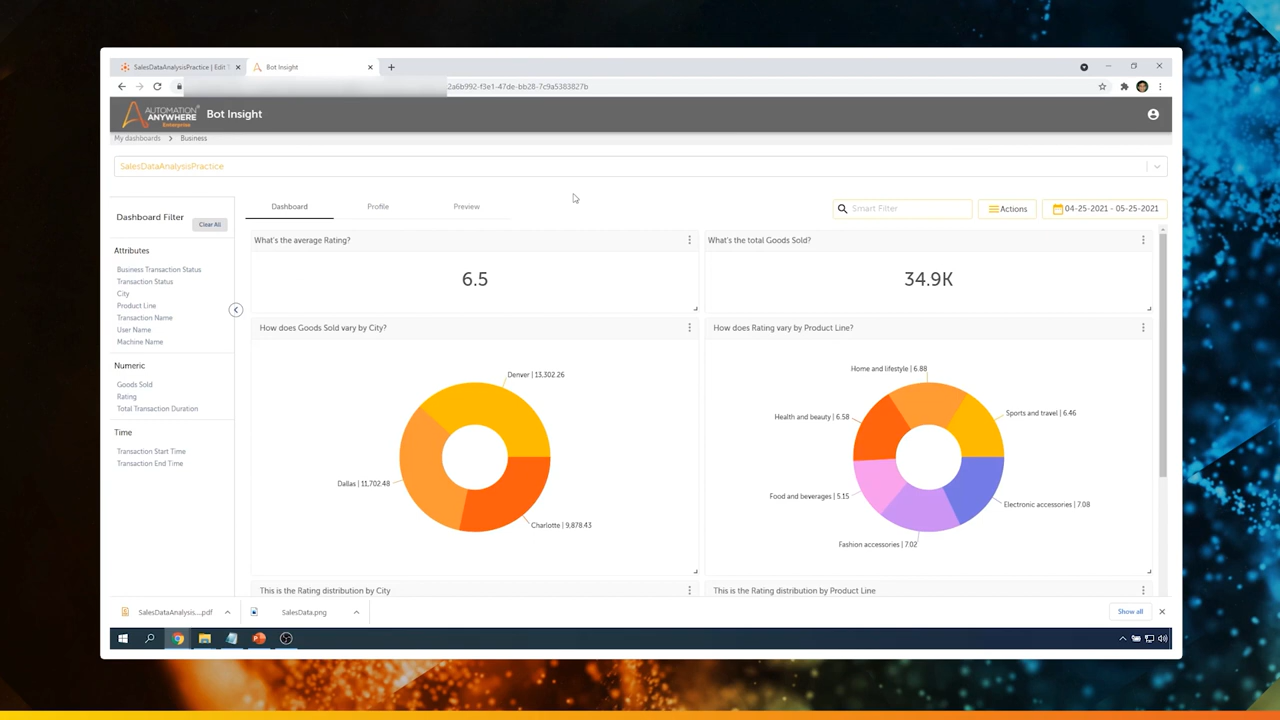 SalesDataAnalysisPractice | Edit
Bot Insight
2a6b992-f3e1-47de-bb28-7c9a5383827b
AUTOMATION
ANYWHERE
Enterprise
Bot Insight
My dashboards > Business
SalesDataAnalysisPractice
Dashboard Filter
Clear All
Attributes
Business Transaction Status
Transaction Status
City
Product Line
Transaction Name
User Name
Machine Name
Numeric
Goods Sold
Rating
Total Transaction Duration
Time
Transaction Start Time
Transaction End Time
Dashboard Profile Preview
Smart Filter
Actions
04-25-2021 - 05-25-2021
What's the average Rating?
6.5
What's the total Goods Sold?
34.9K
How does Goods Sold vary by City?
Denver | 13,302.26
Dallas | 11,702.48
Charlotte | 9,878.43
How does Rating vary by Product Line?
Home and lifestyle | 6.88
Health and beauty | 6.58
Sports and travel | 6.46
Food and beverages | 5.15
Electronic accessories | 7.08
Fashion accessories | 7.02
This is the Rating distribution by City
This is the Rating distribution by Product Line
SalesDataAnalysis....pdf
SalesData.png
Show all